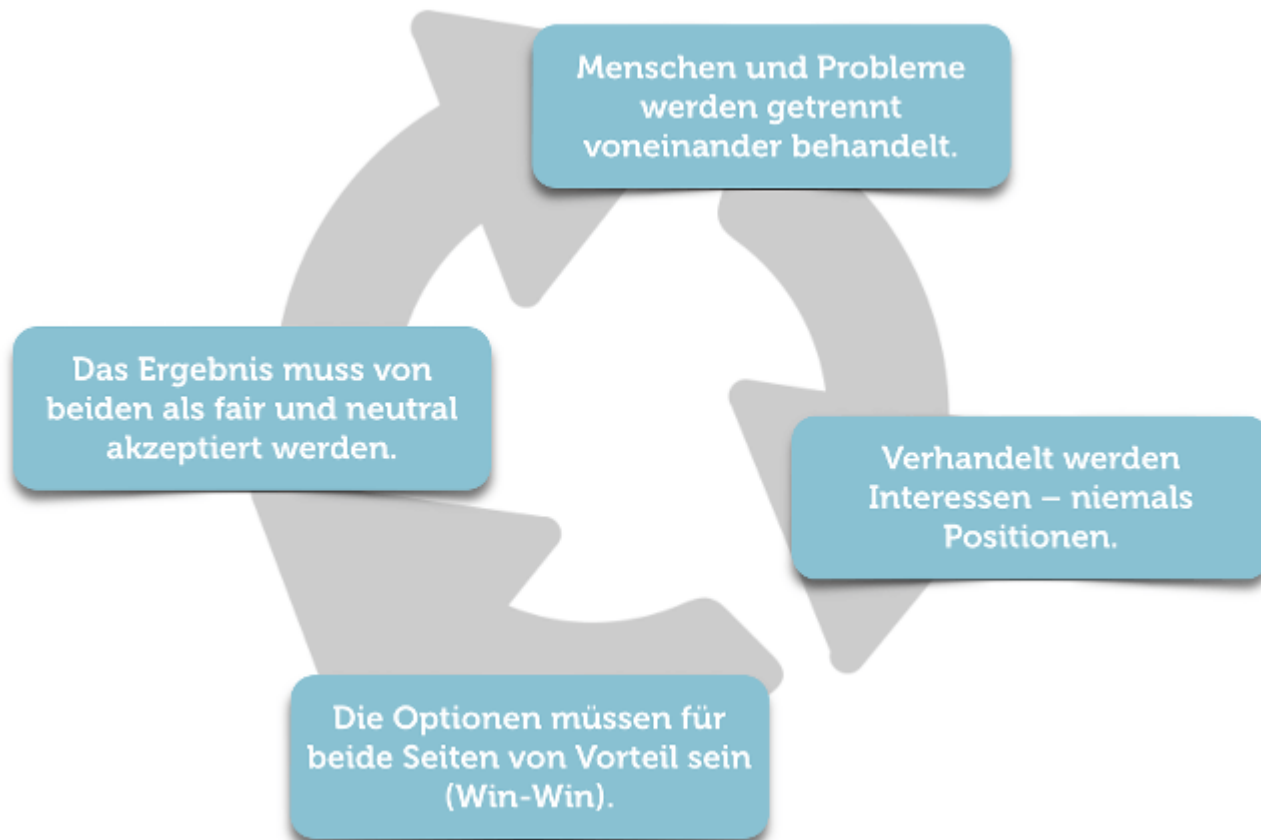 Menschen und Probleme
werden getrennt
voneinander behandelt.
Verhandelt werden
Interessen – niemals
Positionen.
Die Optionen müssen für
beide Seiten von Vorteil sein
(Win-Win).
Das Ergebnis muss von
beiden als fair und neutral
akzeptiert werden.